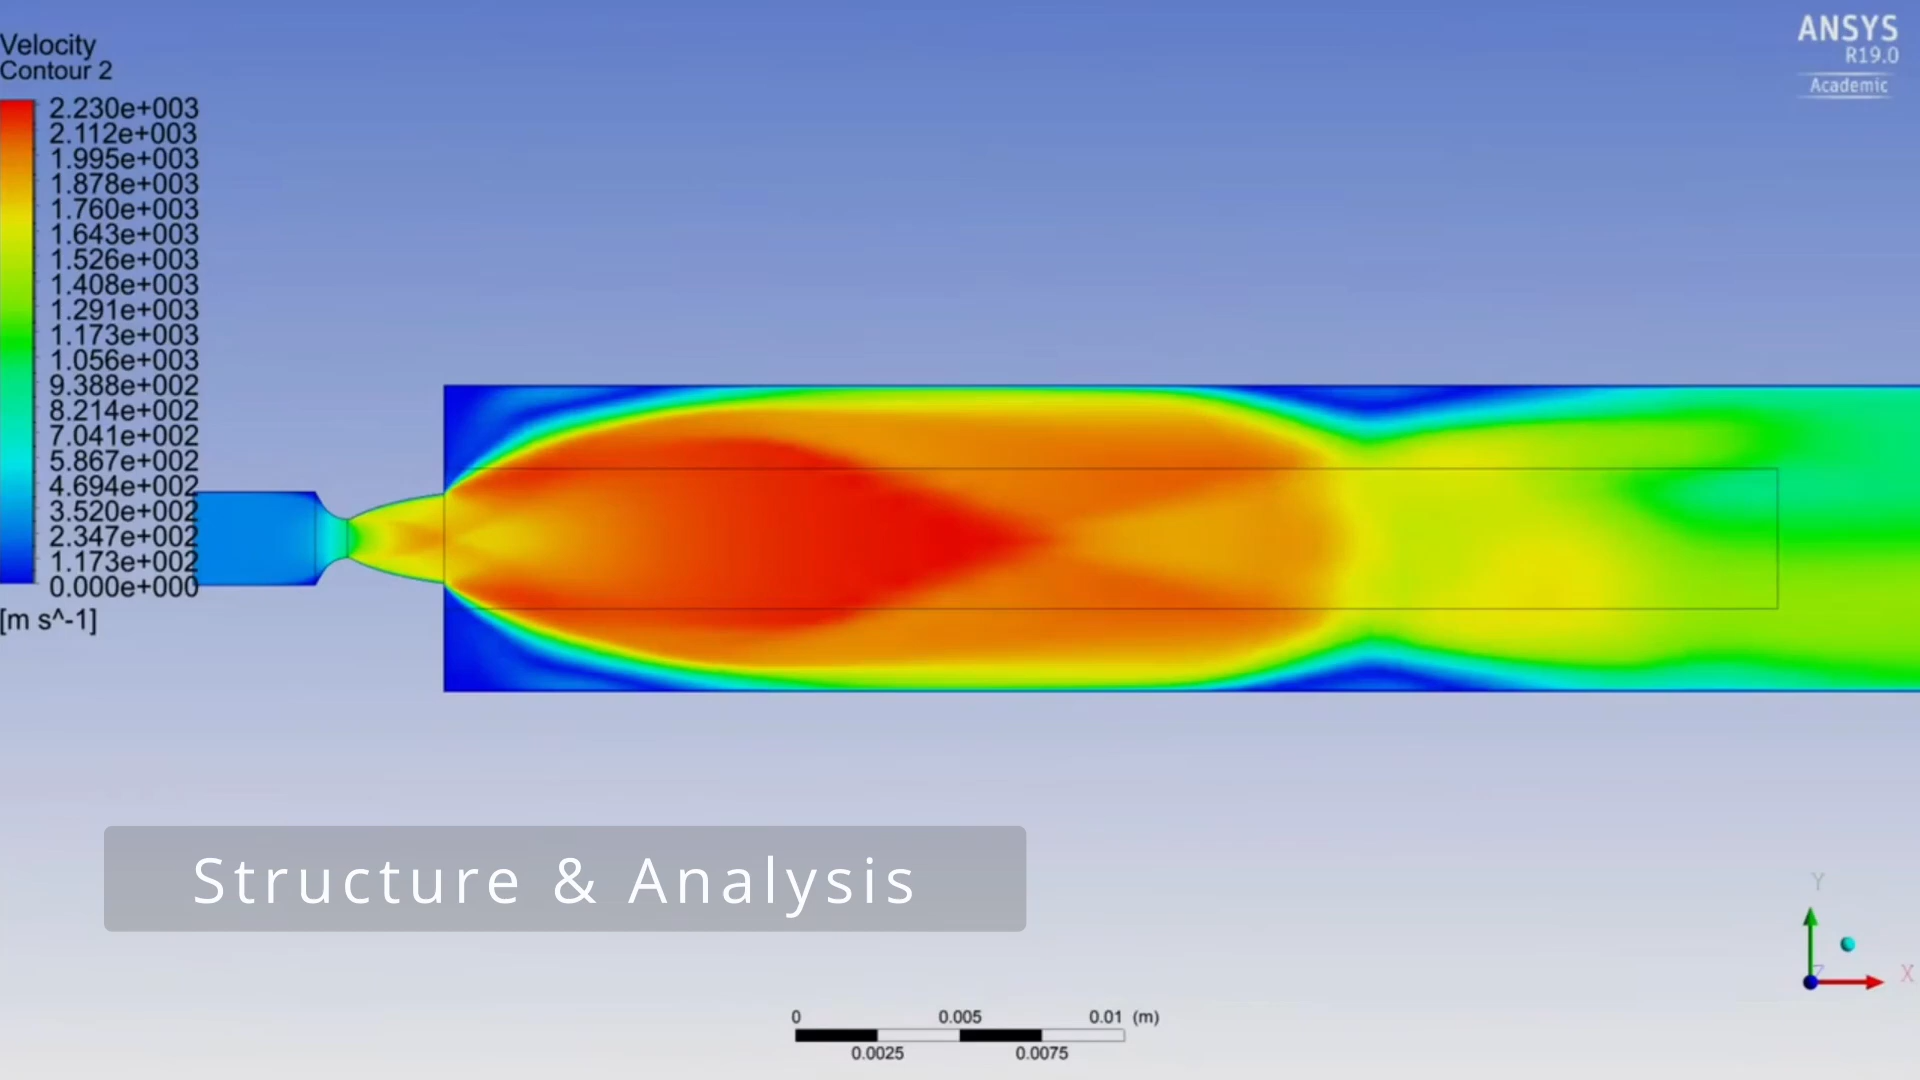 Velocity
Contour 2
2.230e+003
2.112e+003
1.995e+003
1.878e+003
1.760e+003
1.643e+003
1.526e+003
1.408e+003
1.291e+003
1.173e+003
1.056e+003
9.388e+002
8.214e+002
7.041e+002
5.867e+002
4.694e+002
3.520e+002
2.347e+002
1.173e+002
0.000e+000
[m s^-1]
ANSYS
R19.0
Academic
Structure & Analysis
Y
Z
X
0 0.005 0.01 (m)
0.0025 0.0075